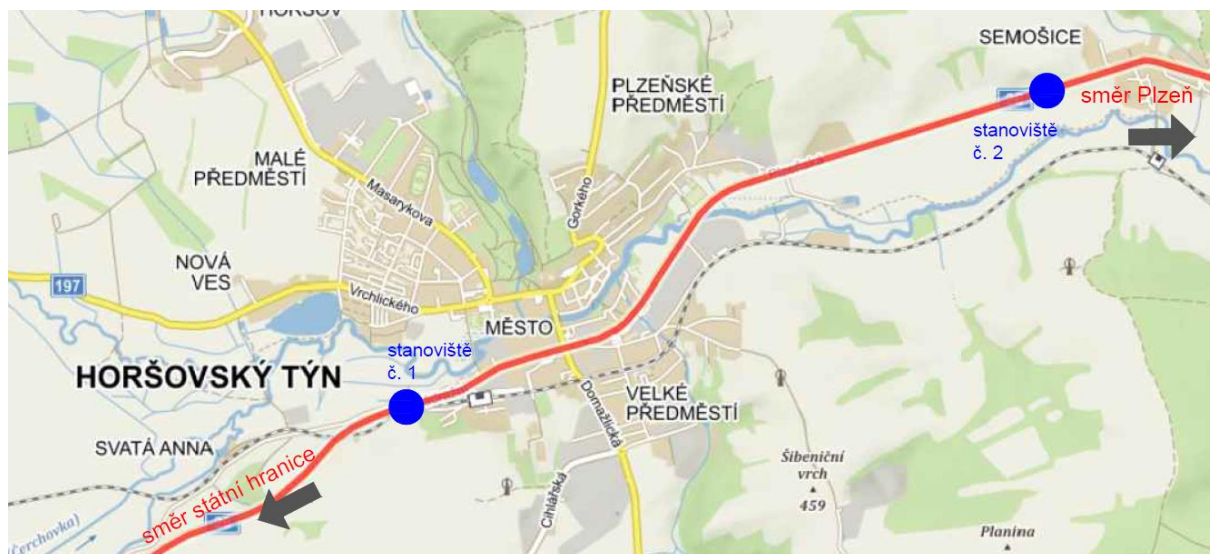 HORŠOV
SEMOŠICE
PLZEŇSKÉ
PŘEDMĚSTÍ
směr Plzeň
stanoviště
č. 2
MALÉ
PŘEDMĚSTÍ
Masarykova
Gorkého
NOVÁ
VES
197
Vrchlického
MĚSTO
stanoviště
č. 1
HORŠOVSKÝ TÝN
VELKÉ
PŘEDMĚSTÍ
Domažlická
SVATÁ ANNA
směr státní hranice
Šibeniční
vrch
459
Cihlářská
Planina